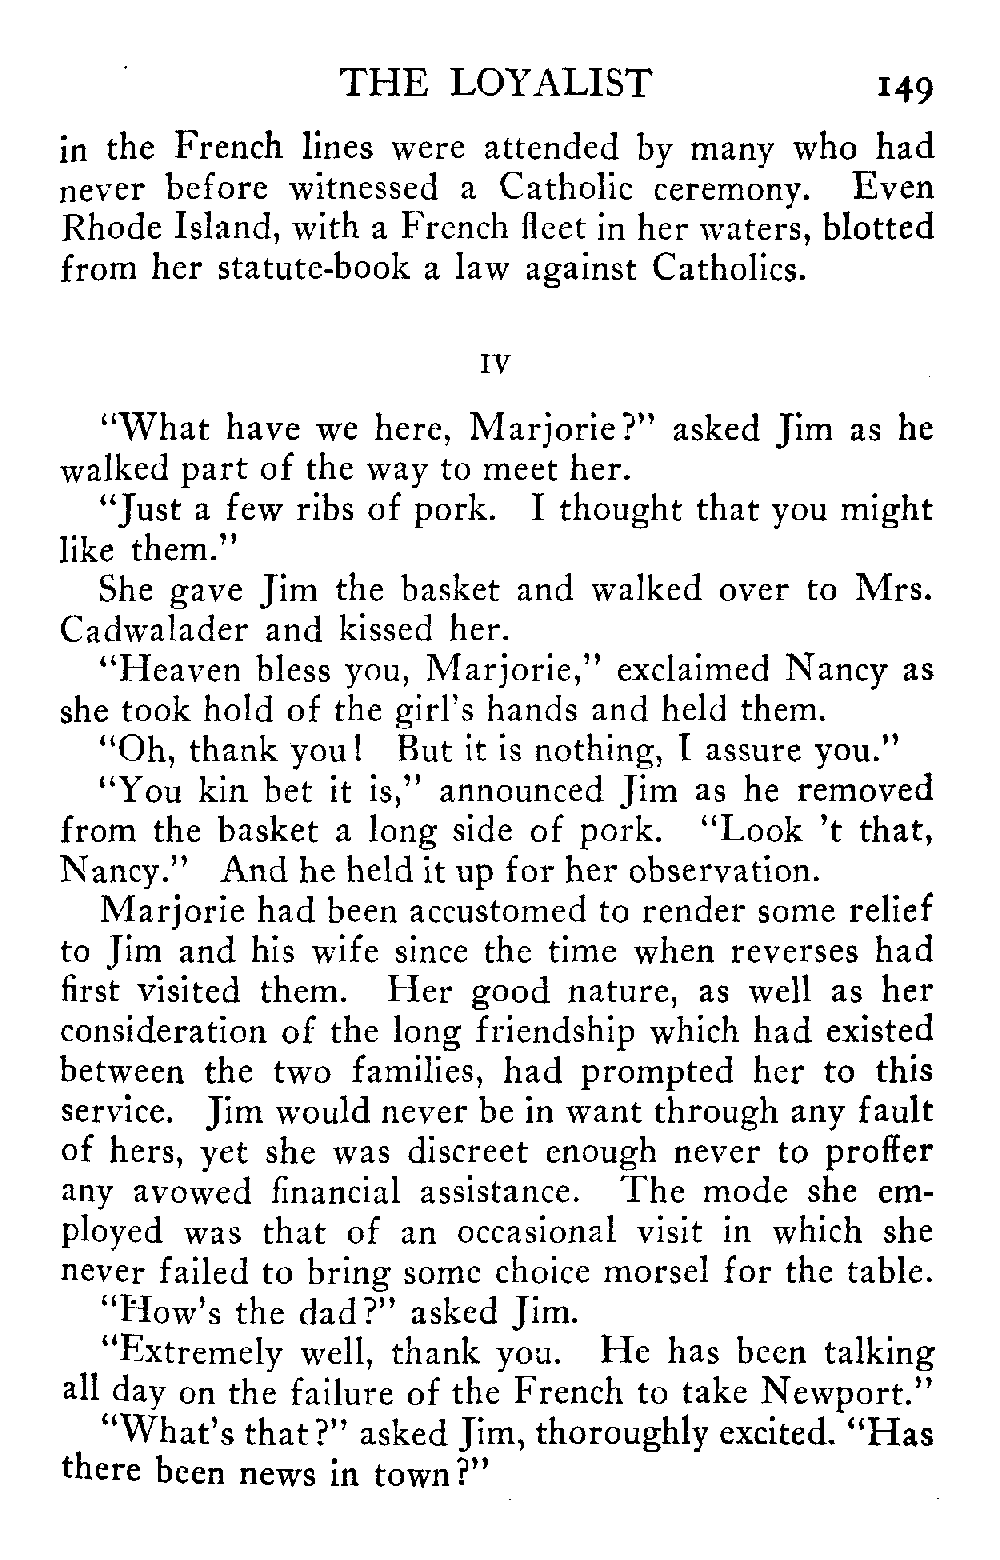 THE LOYALIST 149
in the French lines were attended by many who had
never before witnessed a Catholic ceremony. Even
Rhode Island, with a French fleet in her waters, blotted
from her statute-book a law against Catholics.
IV
"What have we here, Marjorie?" asked Jim as he
walked part of the way to meet her.
"Just a few ribs of pork. I thought that you might
like them."
She gave Jim the basket and walked over to Mrs.
Cadwalader and kissed her.
"Heaven bless you, Marjorie," exclaimed Nancy as
she took hold of the girl's hands and held them.
"Oh, thank you! But it is nothing, I assure you."
"You kin bet it is," announced Jim as he removed
from the basket a long side of pork. "Look 't that,
Nancy." And he held it up for her observation.
Marjorie had been accustomed to render some relief
to Jim and his wife since the time when reverses had
first visited them. Her good nature, as well as her
consideration of the long friendship which had existed
between the two families, had prompted her to this
service. Jim would never be in want through any fault
of hers, yet she was discreet enough never to proffer
any avowed financial assistance. The mode she em-
ployed was that of an occasional visit in which she
never failed to bring some choice morsel for the table.
"How's the dad?" asked Jim.
"Extremely well, thank you. He has been talking
all day on the failure of the French to take Newport."
"What's that?" asked Jim, thoroughly excited. "Has
there been news in town?"